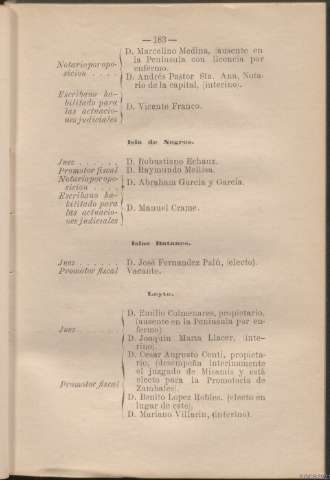 — 163 —
D. Marcelino Medina, (ausente en
la Península con licencia por
enfermo.
Notario por opo-
sicion . . . .
D. Andrés Pastor Sta. Ana, Nota-
rio de la capital, (interino).
Escribano ha-
bilitado para
las actuacio-
nes judiciales
D. Vicente Franco.
Isla de Negros.
Juez . . . . . .
D. Robustiano Echauz.
Promotor fiscal
D. Raymundo Mellisa.
Notario por opo-
sicion . . . .
D. Abraham García y García.
Escribano ha-
bilitado para
las actuacio-
nes judiciales
D. Manuel Crame.
Islas Batanes.
Juez . . . . . .
D. José Fernandez Palú, (electo).
Promotor fiscal
Vacante.
Leyte.
Juez . . . . . .
D. Emilio Colmenares, propietario,
(ausente en la Península por en-
fermo)
D. Joaquin María Llacer, (inte-
rino).
Promotor fiscal
D. Cesar Augusto Conti, propieta-
rio, (desempeña interinamente
el juzgado de Misamis y está
electo para la Promotoría de
Zambales).
D. Benito Lopez Robles, (electo en
lugar de este).
D. Mariano Villarin, (interino).